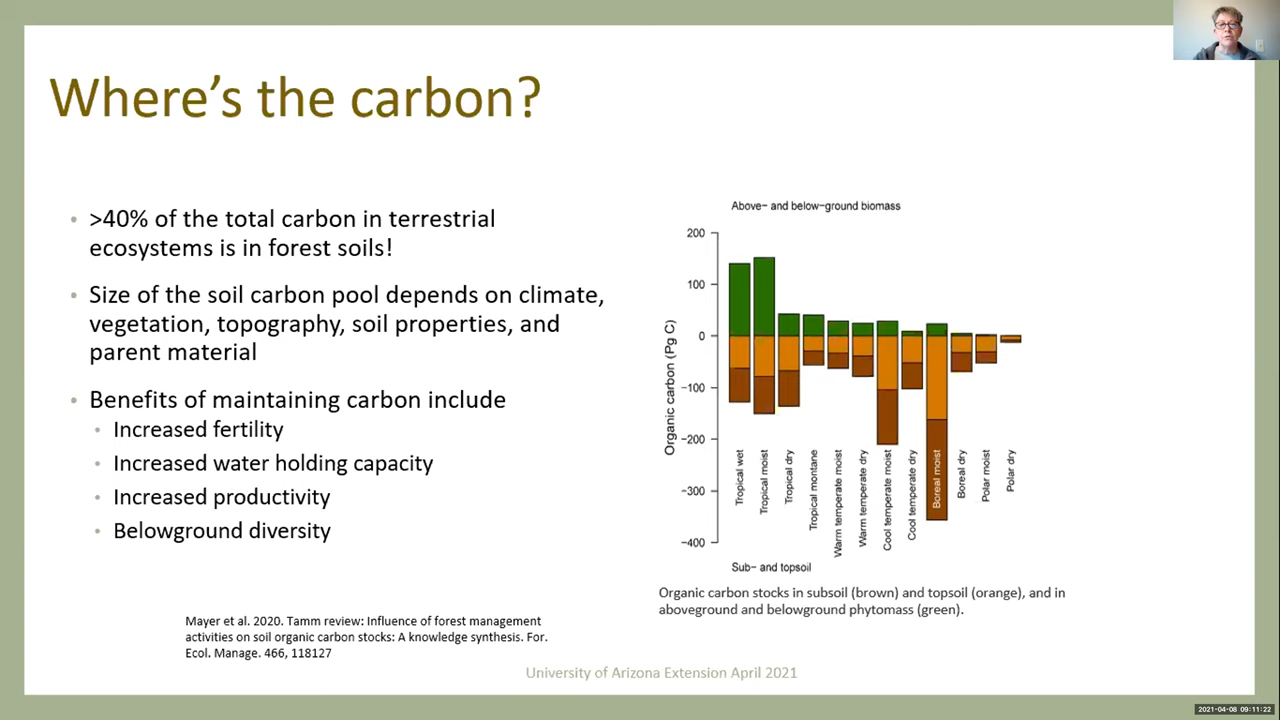 Where's the carbon?
• >40% of the total carbon in terrestrial
ecosystems is in forest soils!
• Size of the soil carbon pool depends on climate,
vegetation, topography, soil properties, and
parent material
• Benefits of maintaining carbon include
• Increased fertility
• Increased water holding capacity
• Increased productivity
• Belowground diversity
Mayer et al. 2020. Tamm review: Influence of forest management
activities on soil organic carbon stocks: A knowledge synthesis. For.
Ecol. Manage. 466, 118127
Above− and below−ground biomass
Organic carbon (Pg C)
200
100
0
−100
−200
−300
−400
Tropical wet
Tropical moist
Tropical dry
Tropical montane
Warm temperate moist
Warm temperate dry
Cool temperate moist
Cool temperate dry
Boreal moist
Boreal dry
Polar moist
Polar dry
Sub− and topsoil
Organic carbon stocks in subsoil (brown) and topsoil (orange), and in
aboveground and belowground phytomass (green).
University of Arizona Extension April 2021
2021-04-08 09:11:22